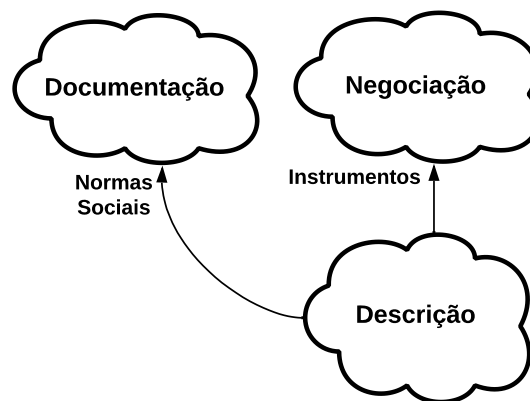 Documentação
Negociação
Normas
Sociais
Instrumentos
Descrição